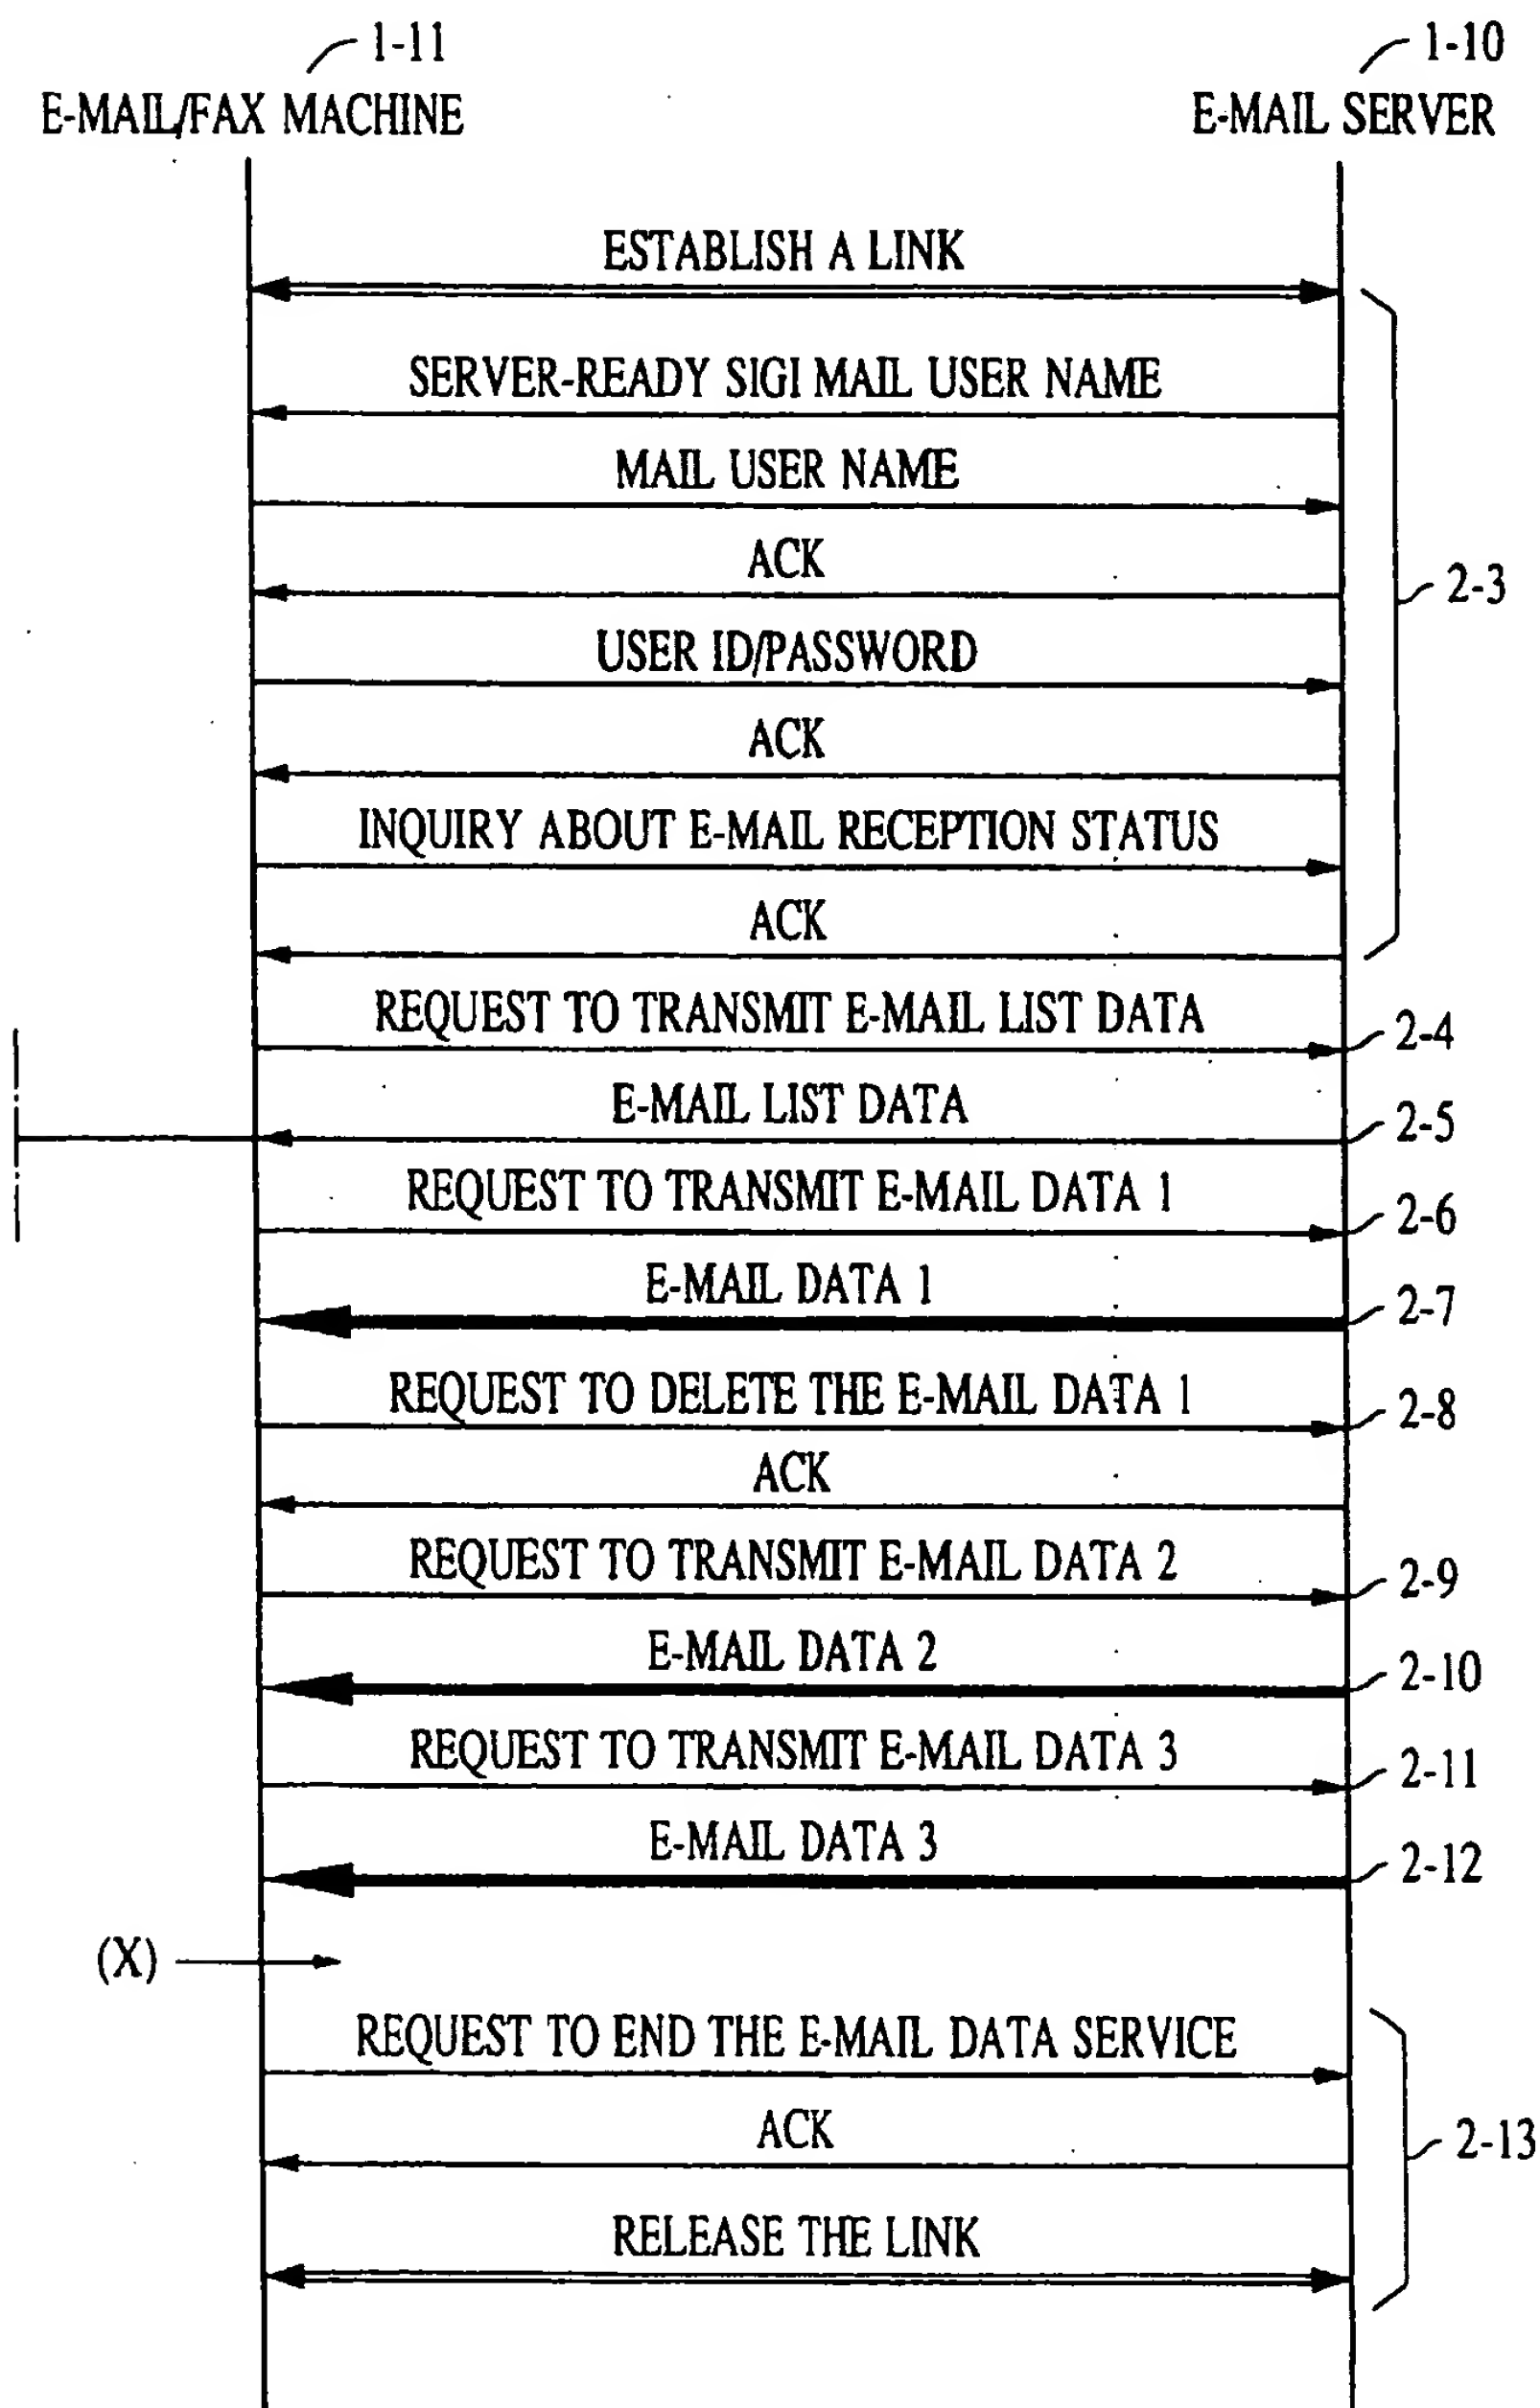 1-11
1-10
E-MAIL/FAX MACHINE
E-MAIL SERVER
ESTABLISH A LINK
SERVER-READY SIGI MAIL USER NAME
MAIL USER NAME
ACK
2-3
USER ID/PASSWORD
ACK
INQUIRY ABOUT E-MAIL RECEPTION STATUS
ACK
REQUEST TO TRANSMIT E-MAIL LIST DATA
2-4
E-MAIL LIST DATA
2-5
REQUEST TO TRANSMIT E-MAIL DATA 1
2-6
E-MAIL DATA 1
2-7
REQUEST TO DELETE THE E-MAIL DATA 1
2-8
ACK
REQUEST TO TRANSMIT E-MAIL DATA 2
2-9
E-MAIL DATA 2
2-10
REQUEST TO TRANSMIT E-MAIL DATA 3
2-11
E-MAIL DATA 3
2-12
(X)
REQUEST TO END THE E-MAIL DATA SERVICE
ACK
2-13
RELEASE THE LINK